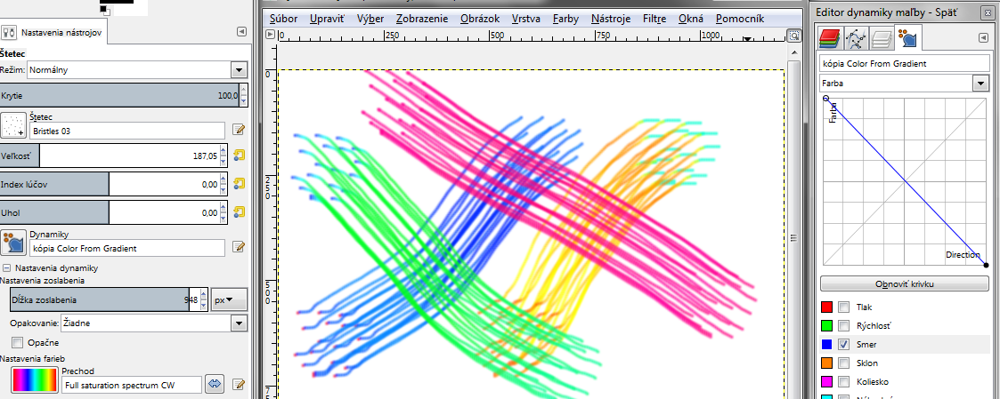 Nastavenia nástrojov
Štetec
Režim: Normálny
Krytie 100,0
Štetec
Bristles 03
Veľkosť 187,05
Index lúčov 0,00
Uhol 0,00
Dynamiky
kópia Color From Gradient
Nastavenia dynamiky
Nastavenia zoslabenia
Dĺžka zoslabenia 948 px
Opakovanie: Žiadne
Opačne
Nastavenia farieb
Prechod
Full saturation spectrum CW
Súbor Upraviť Výber Zobrazenie Obrázok Vrstva Farby Nástroje Filtre Okná Pomocník
0 250 500 750 1000
0
250
500
75
Editor dynamiky maľby - Späť
kópia Color From Gradient
Farba
Farba
Direction
Obnoviť krivku
Tlak
Rýchlosť
Smer
Sklon
Koliesko